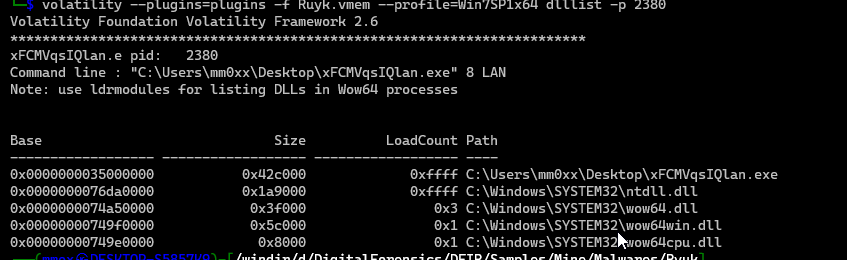 └─$ volatility --plugins=plugins -f Ruyk.vmem --profile=Win7SP1x64 dlllist -p 2380
Volatility Foundation Volatility Framework 2.6
************************************************************************
xFCMVqsIQlan.e pid:   2380
Command line : "C:\Users\mm0xx\Desktop\xFCMVqsIQlan.exe" 8 LAN
Note: use ldrmodules for listing DLLs in Wow64 processes
Base                             Size          LoadCount Path
------------------ ------------------ ------------------ ----
0x0000000035000000           0x42c000             0xffff C:\Users\mm0xx\Desktop\xFCMVqsIQlan.exe
0x0000000076da0000           0x1a9000             0xffff C:\Windows\SYSTEM32\ntdll.dll
0x0000000074a50000            0x3f000                0x3 C:\Windows\SYSTEM32\wow64.dll
0x00000000749f0000            0x5c000                0x1 C:\Windows\SYSTEM32\wow64win.dll
0x00000000749e0000             0x8000                0x1 C:\Windows\SYSTEM32\wow64cpu.dll
[/windir/d/DigitalForensics/DFIR/Samples/Mine/Malwares/Ryuk]